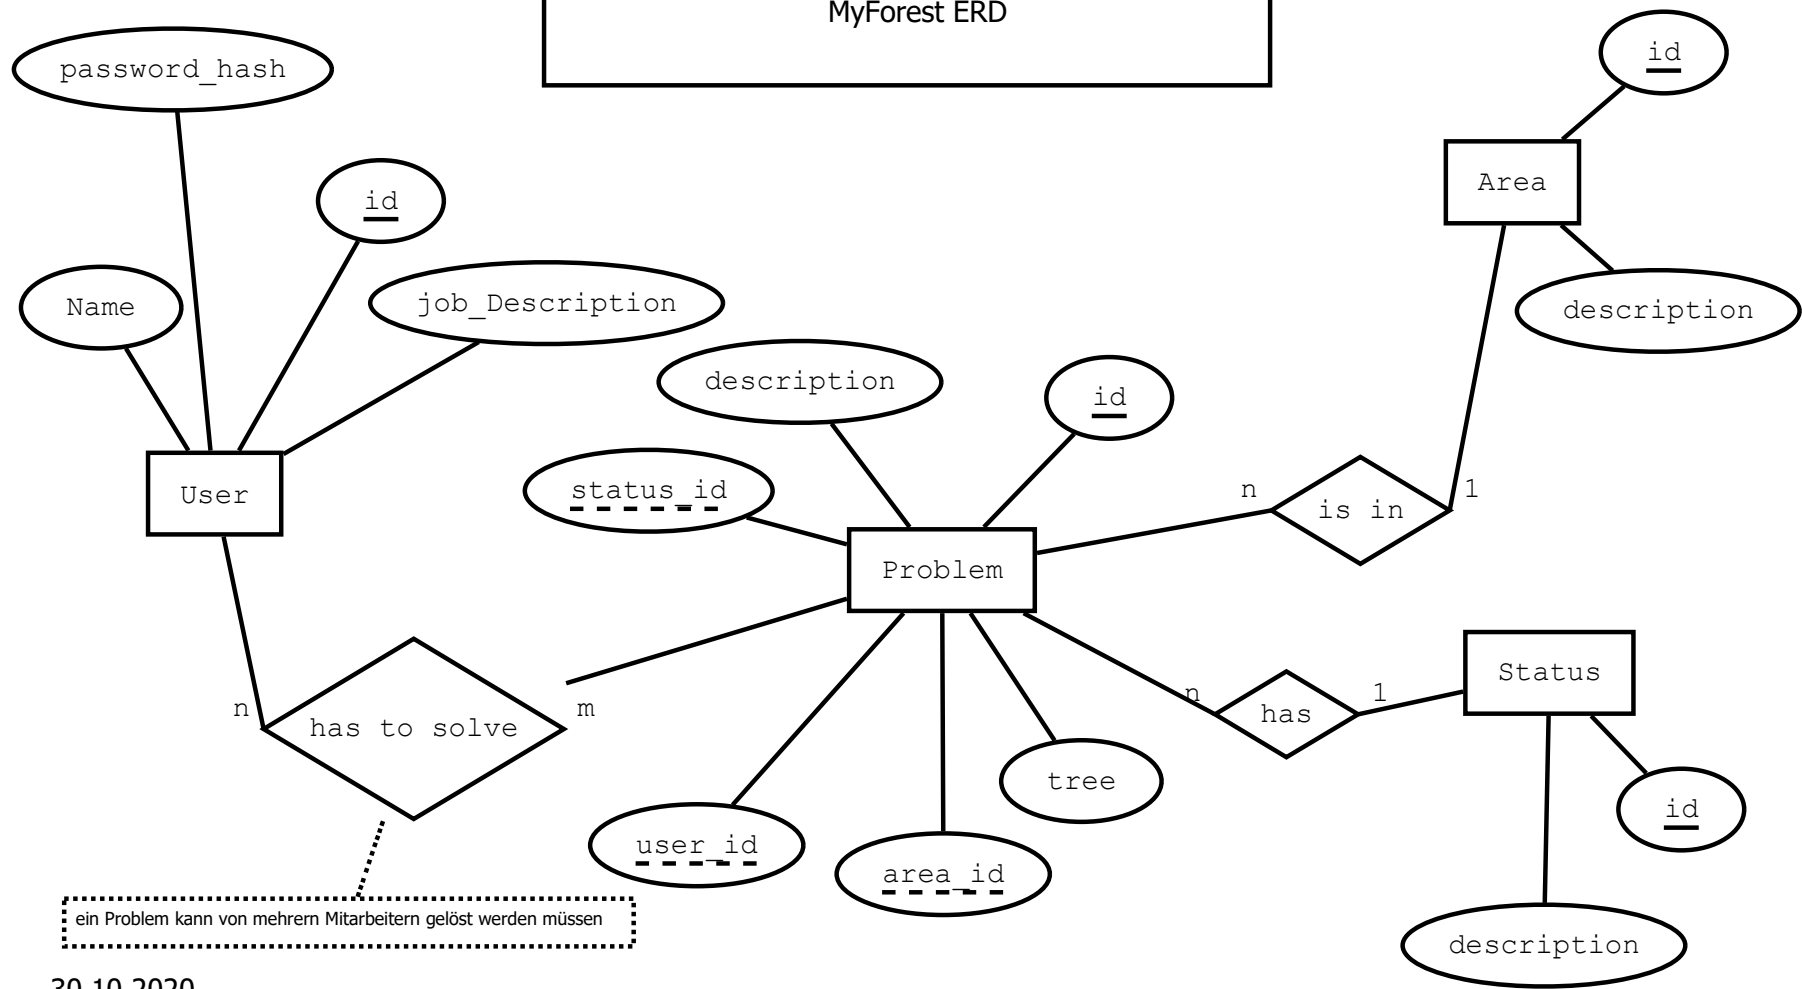 MyForest ERD
password_hash
id
Name
job_Description
User
id
Area
description
description
id
status_id
Problem
n
is in
1
n
has to solve
m
n
has
1
Status
tree
user_id
area_id
id
description
ein Problem kann von mehrern Mitarbeitern gelöst werden müssen
30.10.2020